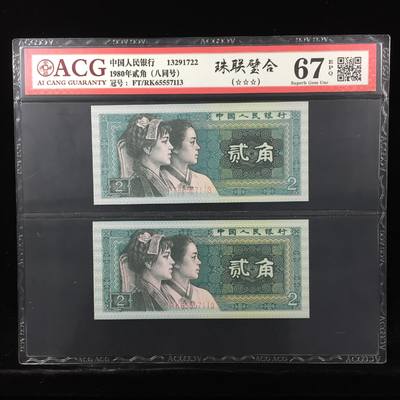 ACG
AI CANG GUARANTY
中国人民银行 13291722
1980年贰角 (八同号)
冠号: FT/RK65557113
珠联璧合
(☆☆☆)
67 EPQ
Superb Gem Unc
中国人民银行
贰角
2
2
中国人民银行
贰角
2
2